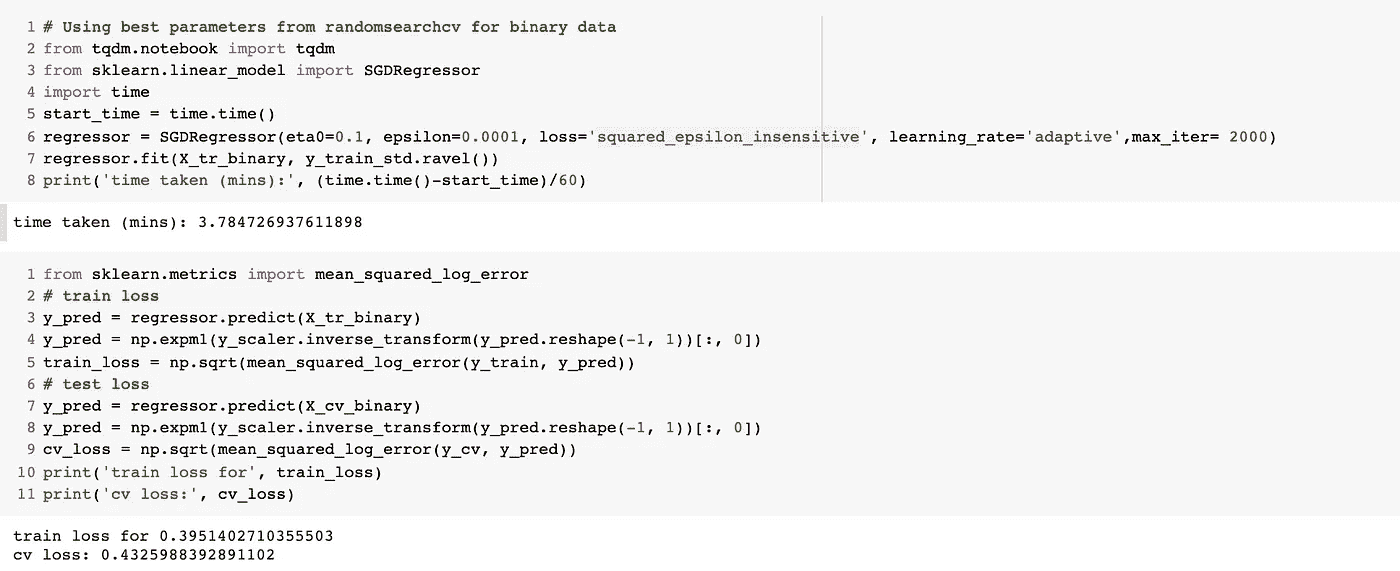 1 # Using best parameters from randomsearchcv for binary data
2 from tqdm.notebook import tqdm
3 from sklearn.linear_model import SGDRegressor
4 import time
5 start_time = time.time()
6 regressor = SGDRegressor(eta0=0.1, epsilon=0.0001, loss='squared_epsilon_insensitive', learning_rate='adaptive',max_iter= 2000)
7 regressor.fit(X_tr_binary, y_train_std.ravel())
8 print('time taken (mins):', (time.time()-start_time)/60)
time taken (mins): 3.784726937611898
1 from sklearn.metrics import mean_squared_log_error
2 # train loss
3 y_pred = regressor.predict(X_tr_binary)
4 y_pred = np.expm1(y_scaler.inverse_transform(y_pred.reshape(-1, 1))[:, 0])
5 train_loss = np.sqrt(mean_squared_log_error(y_train, y_pred))
6 # test loss
7 y_pred = regressor.predict(X_cv_binary)
8 y_pred = np.expm1(y_scaler.inverse_transform(y_pred.reshape(-1, 1))[:, 0])
9 cv_loss = np.sqrt(mean_squared_log_error(y_cv, y_pred))
10 print('train loss for', train_loss)
11 print('cv loss:', cv_loss)
train loss for 0.3951402710355503
cv loss: 0.4325988392891102